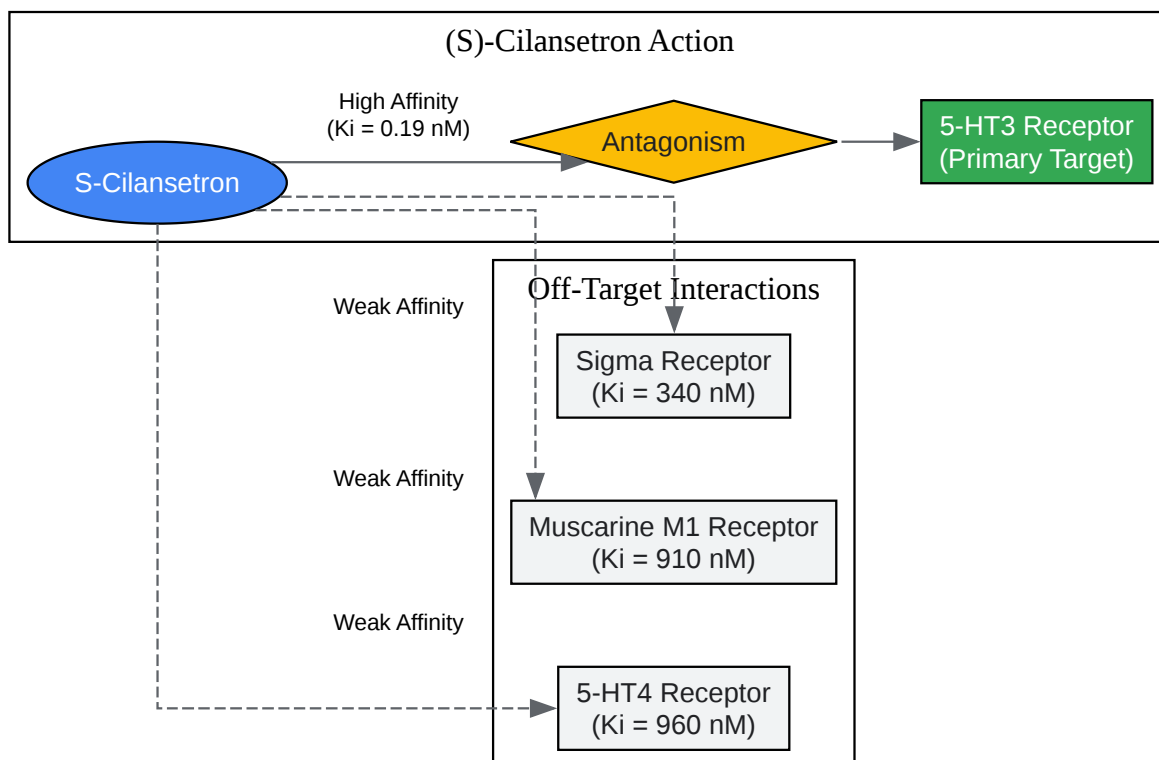 (S)-Cilansetron Action
High Affinity
(Ki = 0.19 nM)
Antagonism
5-HT3 Receptor
(Primary Target)
S-Cilansetron
Off-Target Interactions
Weak Affinity
Sigma Receptor
(Ki = 340 nM)
Weak Affinity
Muscarine M1 Receptor
(Ki = 910 nM)
Weak Affinity
5-HT4 Receptor
(Ki = 960 nM)